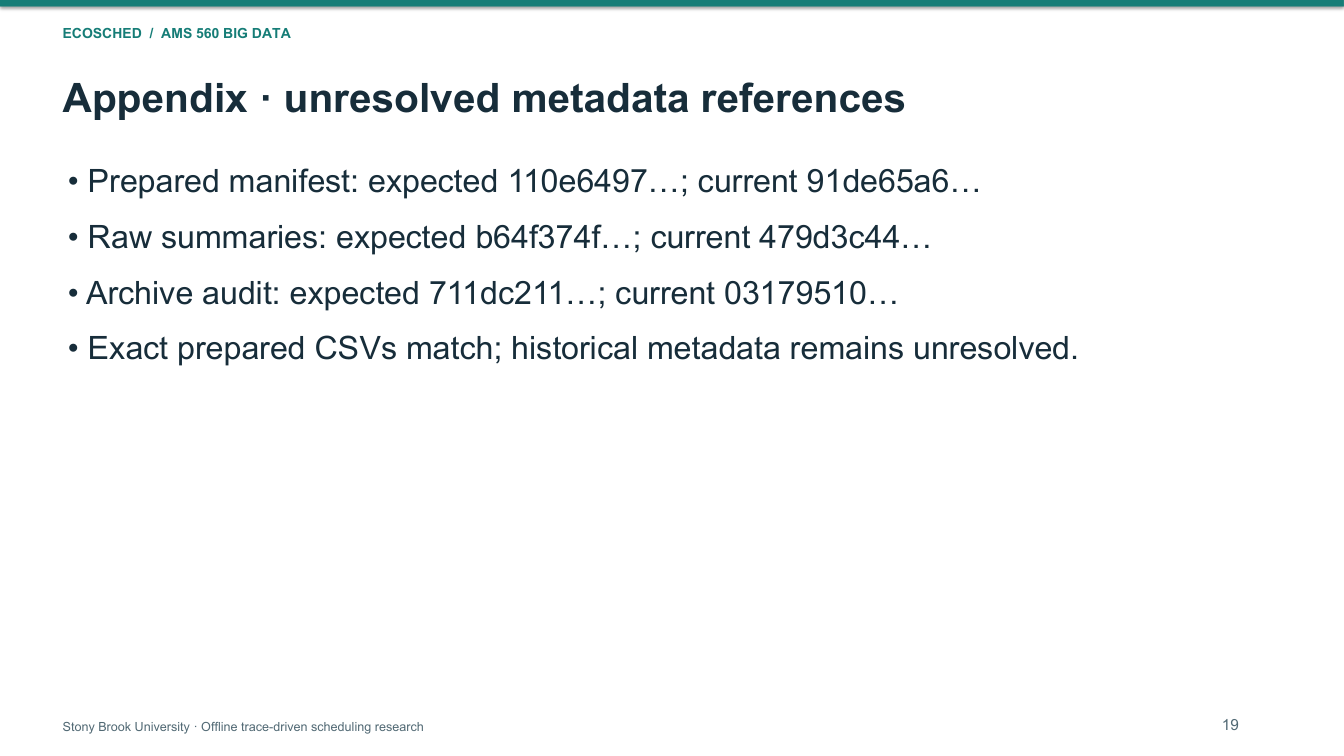 ECOSCHED / AMS 560 BIG DATA
Appendix · unresolved metadata references
• Prepared manifest: expected 110e6497…; current 91de65a6…
• Raw summaries: expected b64f374f…; current 479d3c44…
• Archive audit: expected 711dc211…; current 03179510…
• Exact prepared CSVs match; historical metadata remains unresolved.
Stony Brook University · Offline trace-driven scheduling research
19